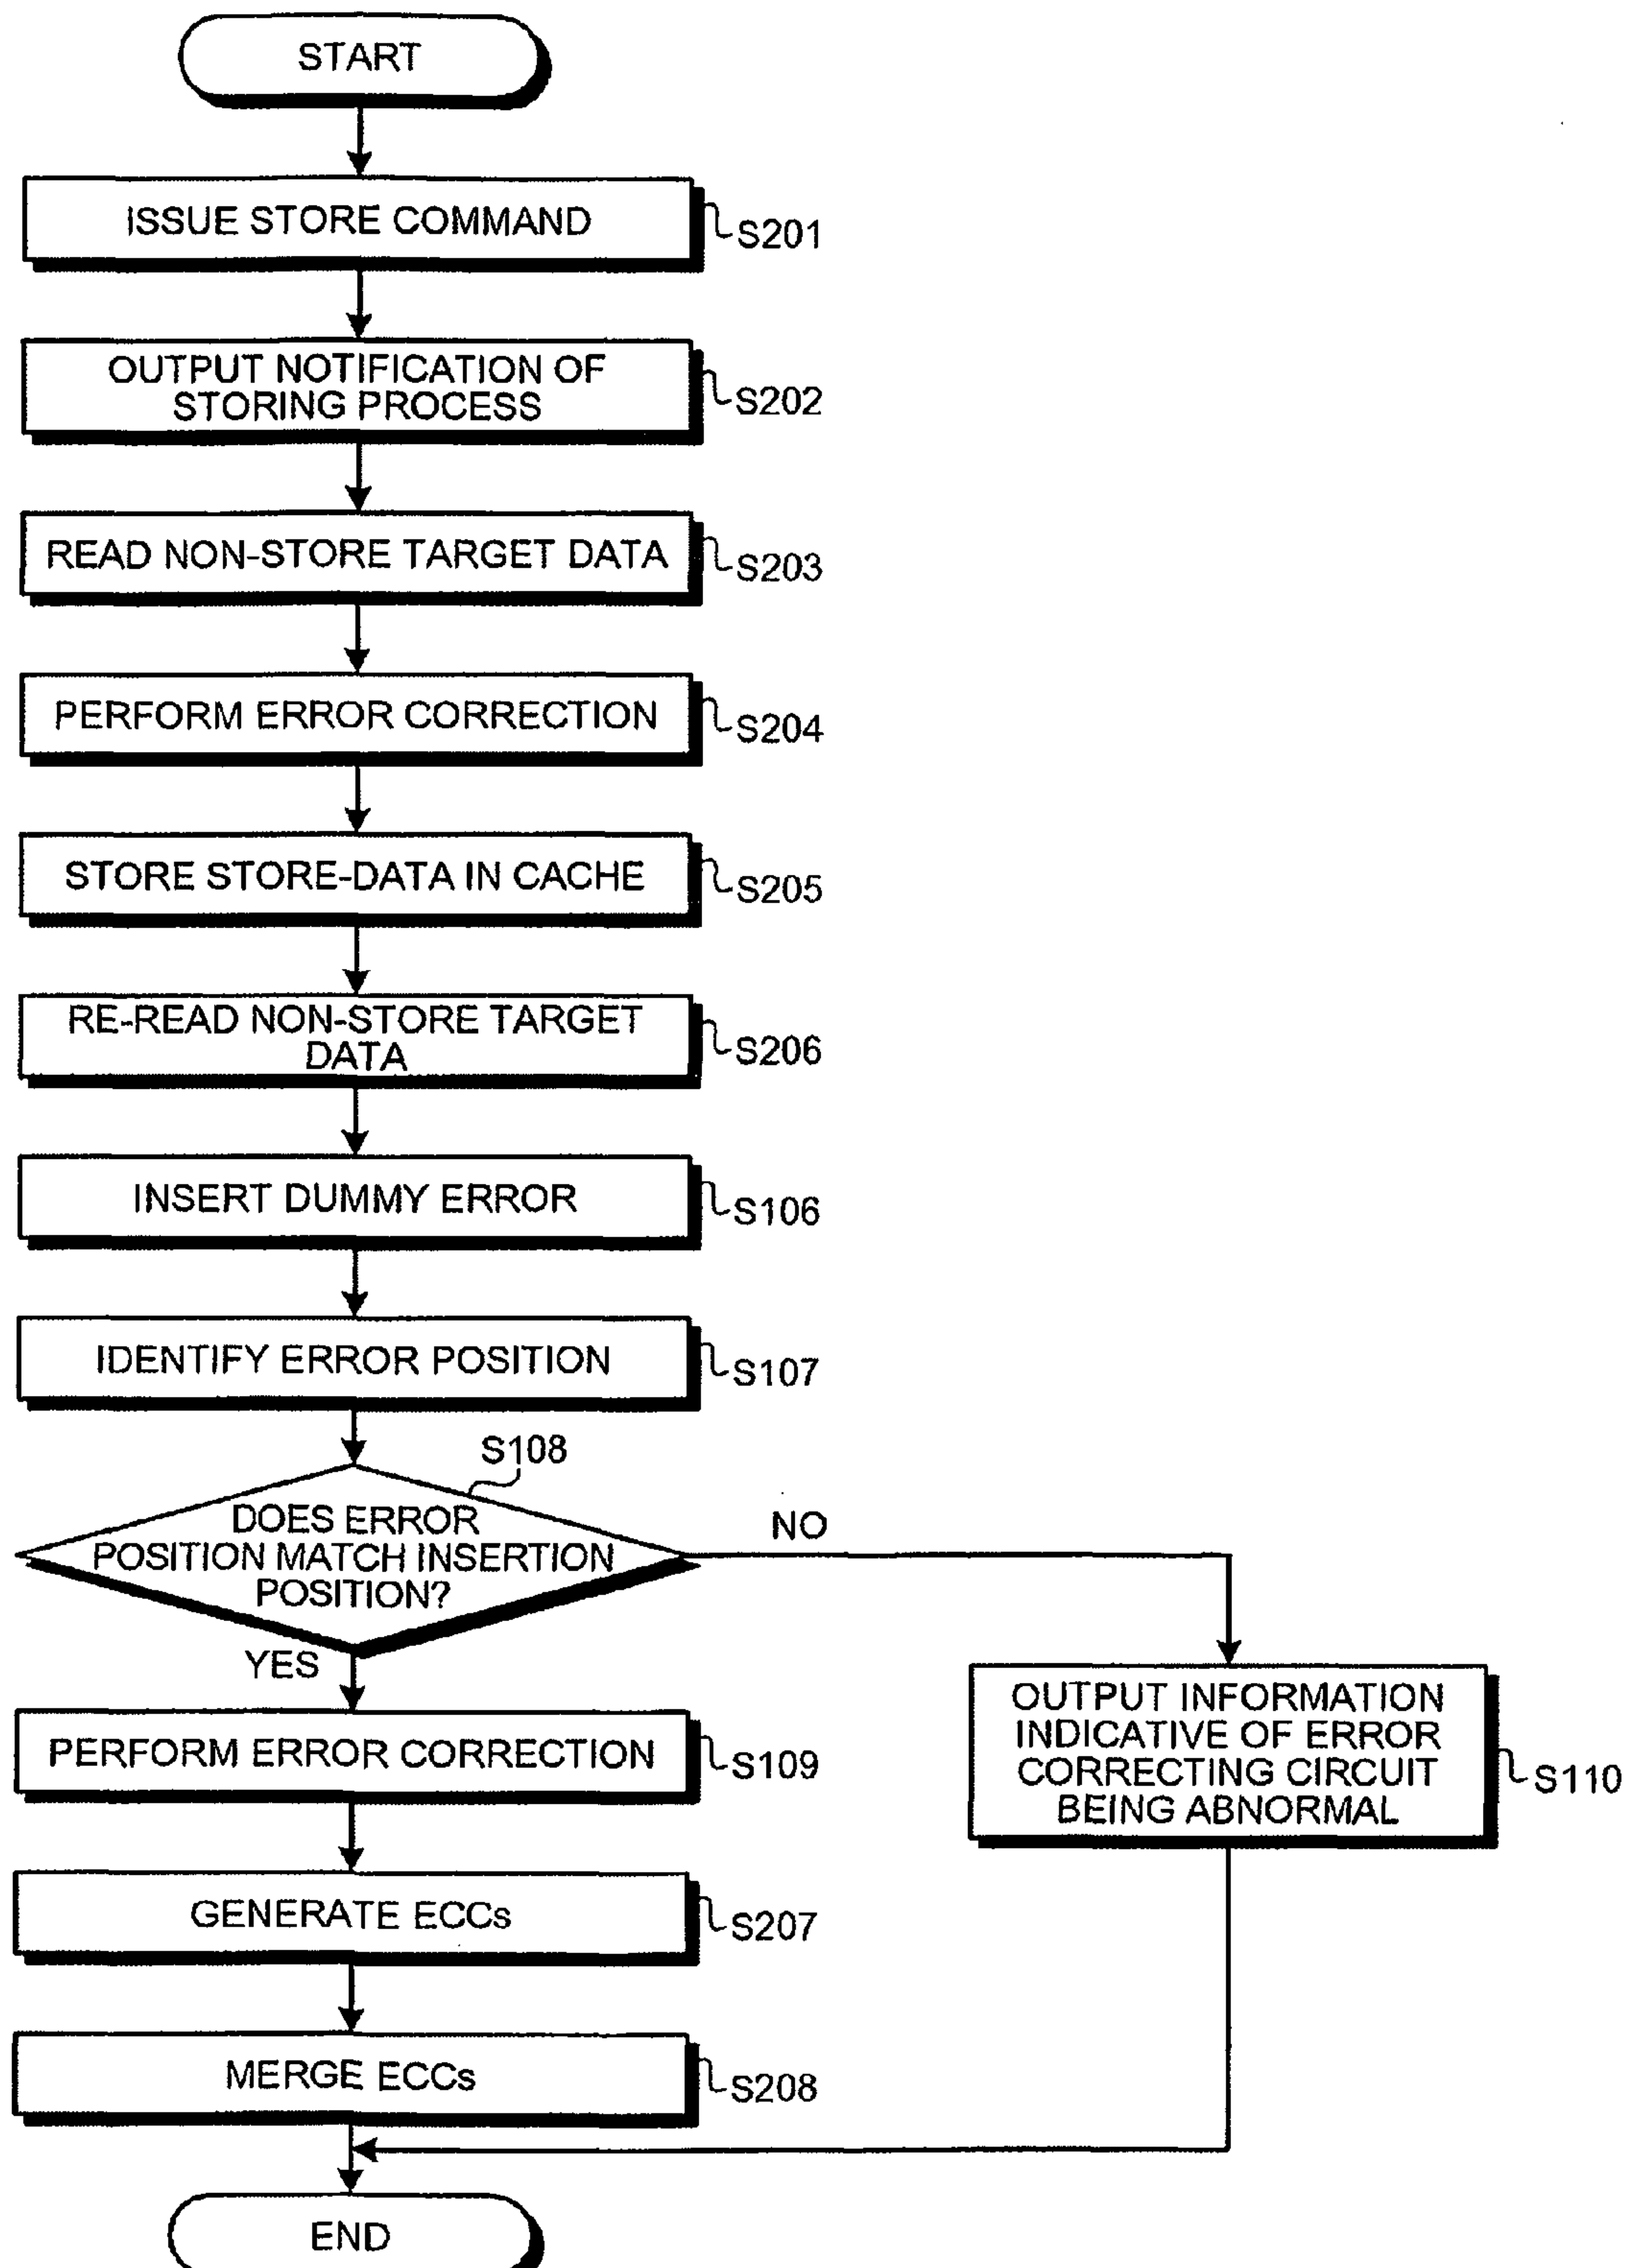 START
ISSUE STORE COMMAND
S201
OUTPUT NOTIFICATION OF
STORING PROCESS
S202
READ NON-STORE TARGET DATA
S203
PERFORM ERROR CORRECTION
S204
STORE STORE-DATA IN CACHE
S205
RE-READ NON-STORE TARGET
DATA
S206
INSERT DUMMY ERROR
S106
IDENTIFY ERROR POSITION
S107
S108
DOES ERROR
POSITION MATCH INSERTION
POSITION?
NO
YES
PERFORM ERROR CORRECTION
S109
OUTPUT INFORMATION
INDICATIVE OF ERROR
CORRECTING CIRCUIT
BEING ABNORMAL
S110
GENERATE ECCs
S207
MERGE ECCs
S208
END